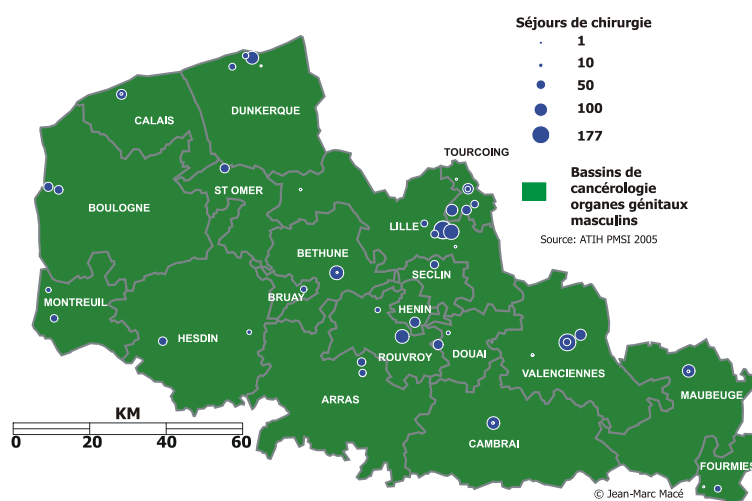 Séjours de chirurgie
1
10
50
100
177
Bassins de
cancérologie
organes génitaux
masculins
Source: ATIH PMSI 2005
CALAIS
DUNKERQUE
TOURCOING
ST OMER
BOULOGNE
LILLE
BETHUNE
SECLIN
BRUAY
MONTREUIL
HENIN
HESDIN
ROUVROY
DOUAI
VALENCIENNES
ARRAS
MAUBEUGE
CAMBRAI
FOURMIES
KM
0 20 40 60
© Jean-Marc Macé